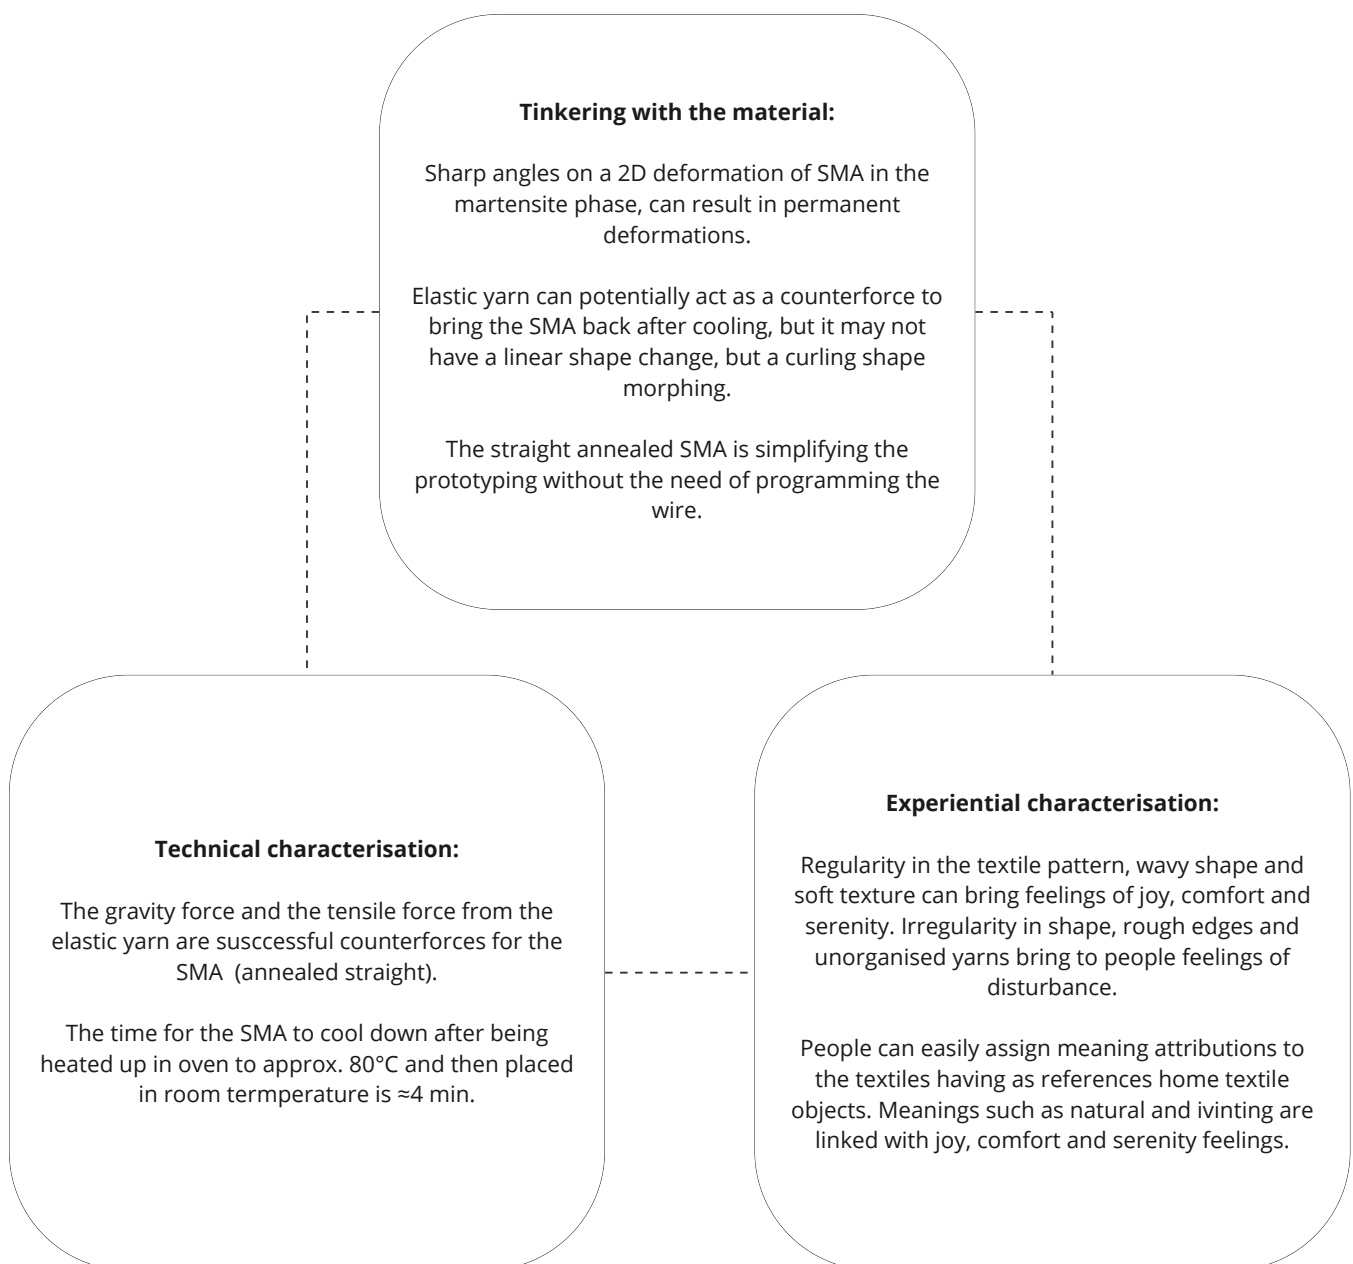 Tinkering with the material:
Sharp angles on a 2D deformation of SMA in the
martensite phase, can result in permanent
deformations.
Elastic yarn can potentially act as a counterforce to
bring the SMA back after cooling, but it may not
have a linear shape change, but a curling shape
morphing.
The straight annealed SMA is simplifying the
prototyping without the need of programming the
wire.
Technical characterisation:
The gravity force and the tensile force from the
elastic yarn are susccessful counterforces for the
SMA  (annealed straight).
The time for the SMA to cool down after being
heated up in oven to approx. 80°C and then placed
in room termperature is ≈4 min.
Experiential characterisation:
Regularity in the textile pattern, wavy shape and
soft texture can bring feelings of joy, comfort and
serenity. Irregularity in shape, rough edges and
unorganised yarns bring to people feelings of
disturbance.
People can easily assign meaning attributions to
the textiles having as references home textile
objects. Meanings such as natural and ivinting are
linked with joy, comfort and serenity feelings.